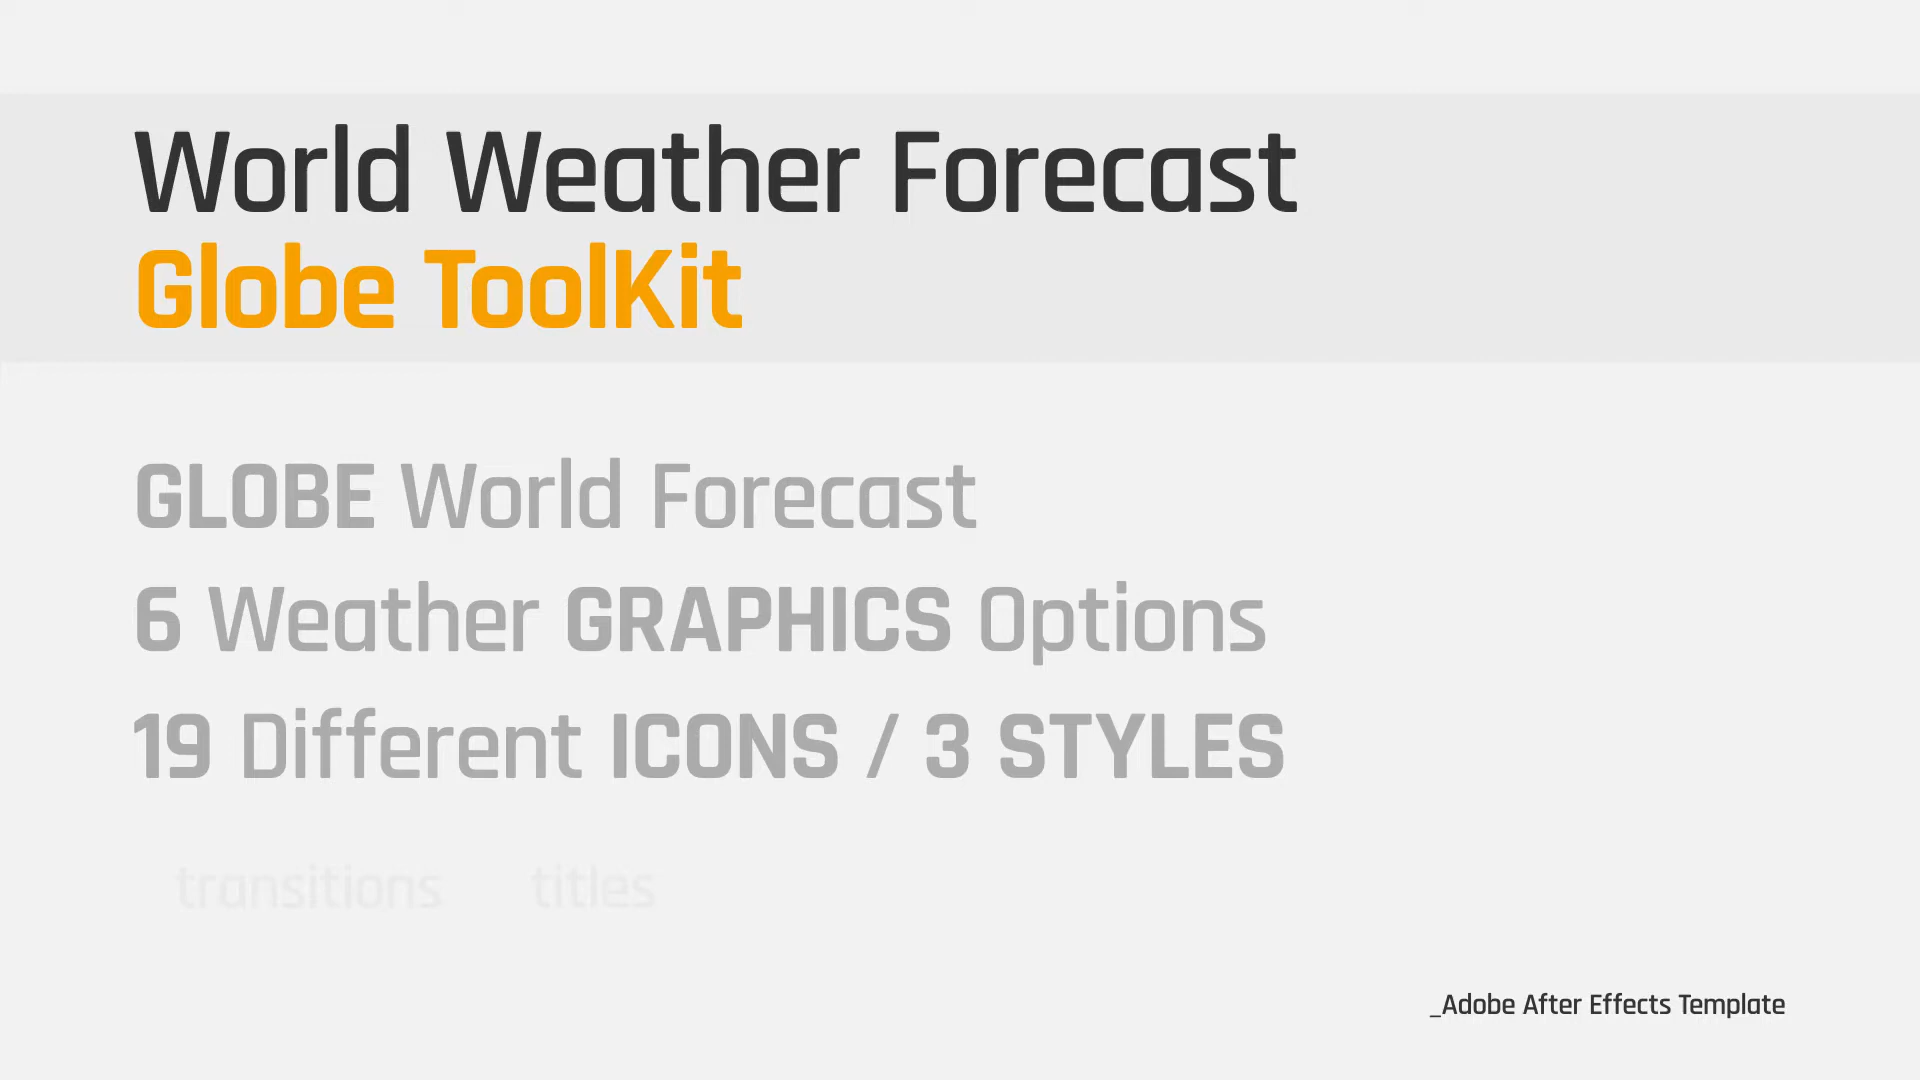 World Weather Forecast
Globe ToolKit
GLOBE World Forecast
6 Weather GRAPHICS Options
19 Different ICONS / 3 STYLES
transitions titles
_Adobe After Effects Template